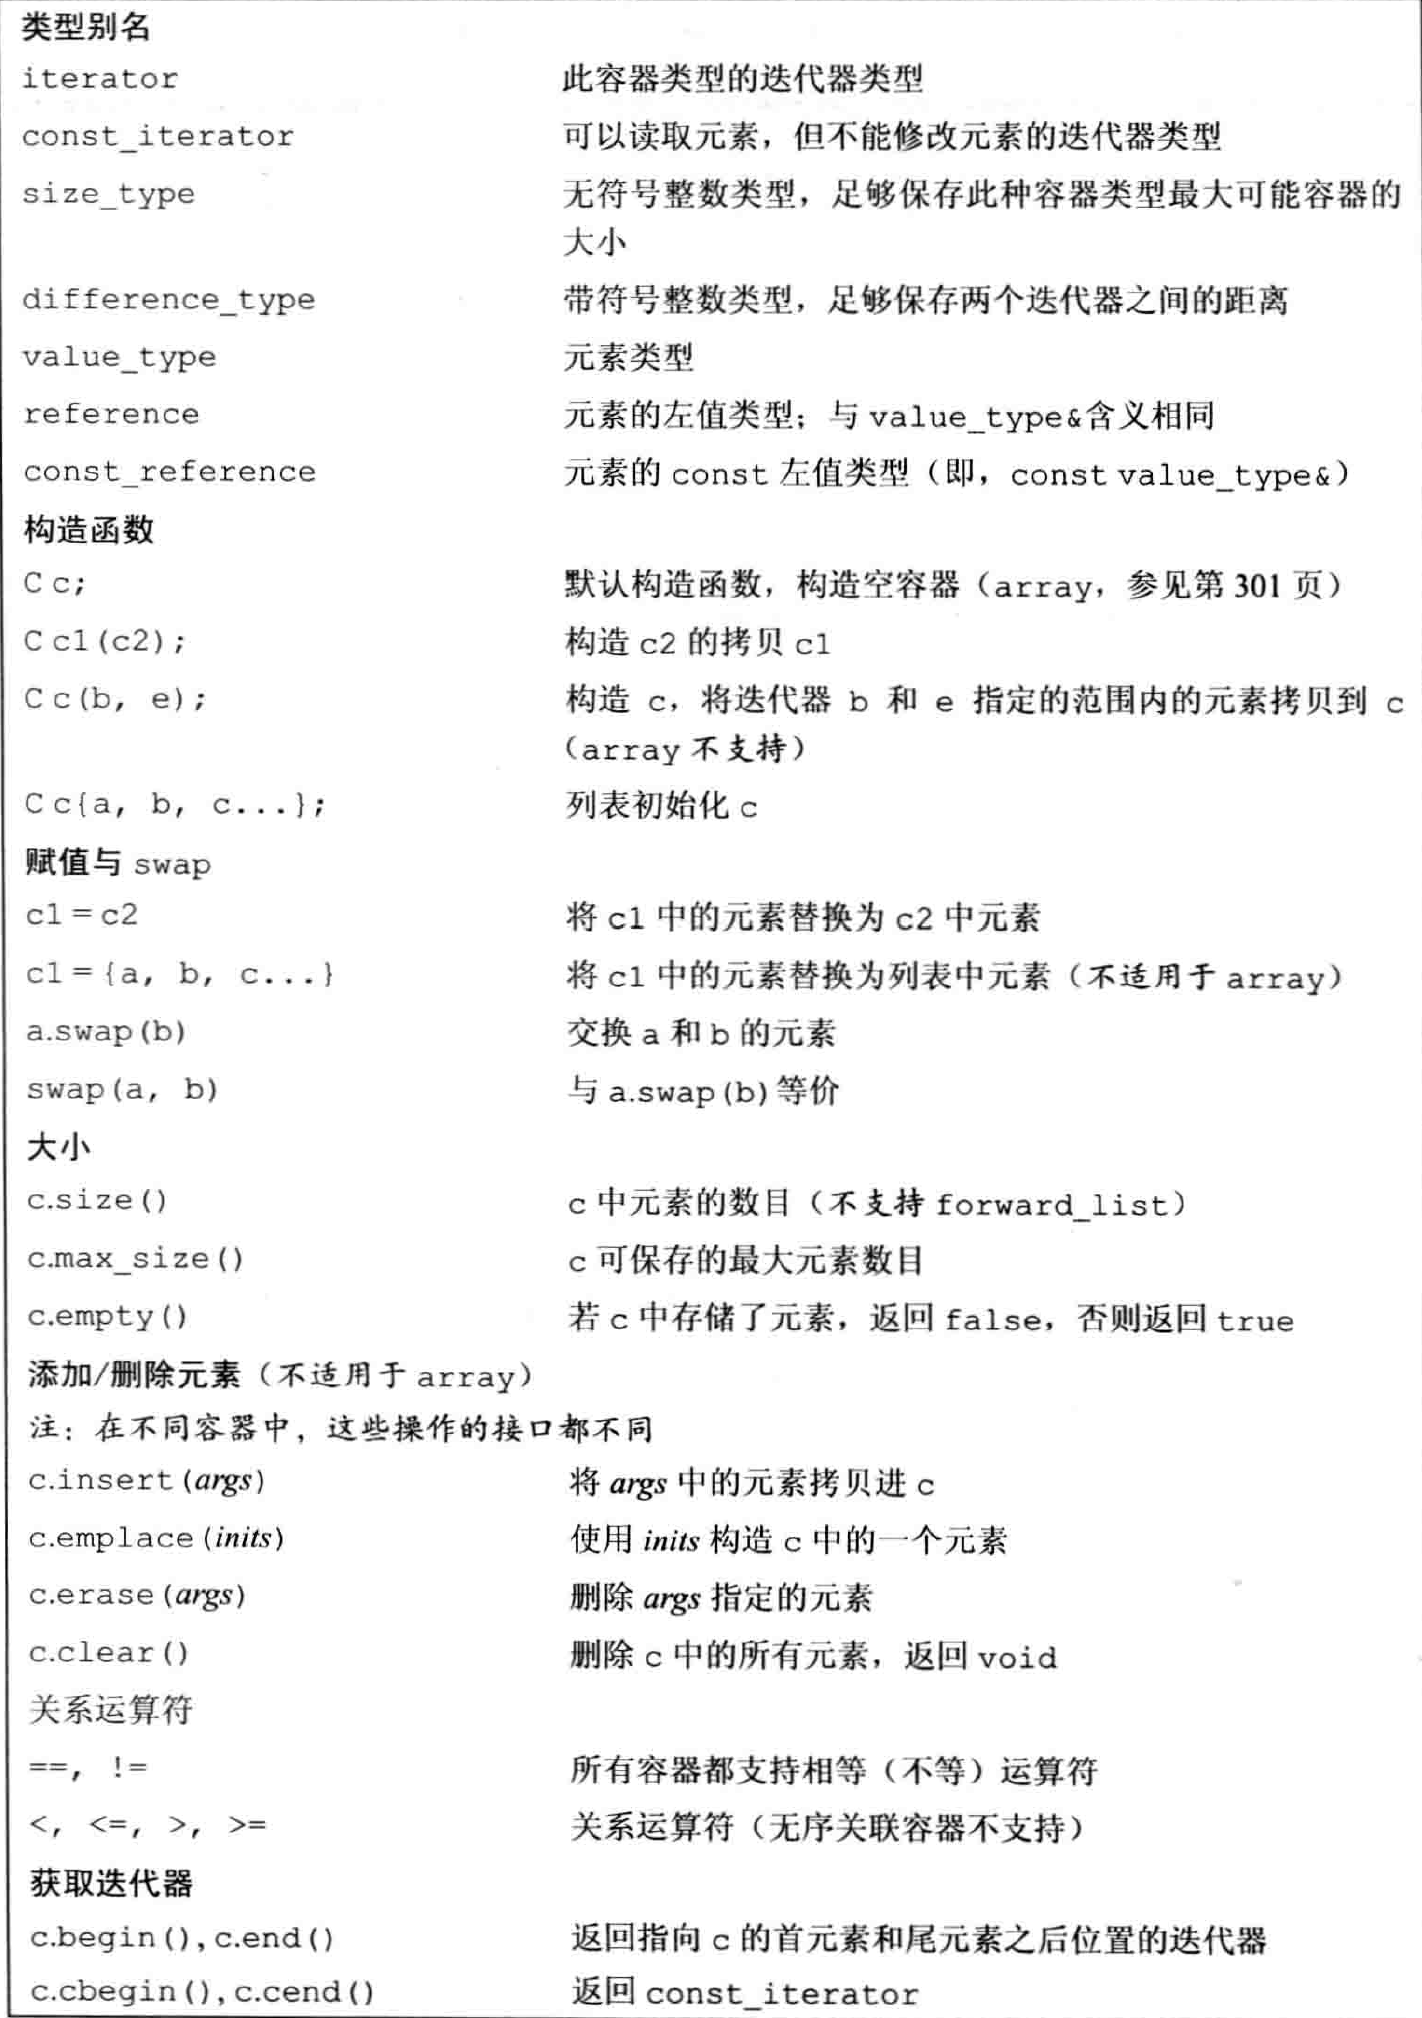 类型别名
iterator 此容器类型的迭代器类型
const_iterator 可以读取元素，但不能修改元素的迭代器类型
size_type 无符号整数类型，足够保存此种容器类型最大可能容器的
大小
difference_type 带符号整数类型，足够保存两个迭代器之间的距离
value_type 元素类型
reference 元素的左值类型；与 value_type&含义相同
const_reference 元素的 const 左值类型（即，const value_type&）
构造函数
C c; 默认构造函数，构造空容器（array，参见第 301 页）
C c1(c2); 构造 c2 的拷贝 c1
C c(b, e); 构造 c，将迭代器 b 和 e 指定的范围内的元素拷贝到 c
（array 不支持）
C c{a, b, c...}; 列表初始化 c
赋值与 swap
c1 = c2 将 c1 中的元素替换为 c2 中元素
c1 = {a, b, c...} 将 c1 中的元素替换为列表中元素（不适用于 array）
a.swap(b) 交换 a 和 b 的元素
swap(a, b) 与 a.swap(b)等价
大小
c.size() c 中元素的数目（不支持 forward_list）
c.max_size() c 可保存的最大元素数目
c.empty() 若 c 中存储了元素，返回 false，否则返回 true
添加/删除元素（不适用于 array）
注：在不同容器中，这些操作的接口都不同
c.insert(args) 将 args 中的元素拷贝进 c
c.emplace(inits) 使用 inits 构造 c 中的一个元素
c.erase(args) 删除 args 指定的元素
c.clear() 删除 c 中的所有元素，返回 void
关系运算符
==, != 所有容器都支持相等（不等）运算符
<, <=, >, >= 关系运算符（无序关联容器不支持）
获取迭代器
c.begin(),c.end() 返回指向 c 的首元素和尾元素之后位置的迭代器
c.cbegin(),c.cend() 返回 const_iterator